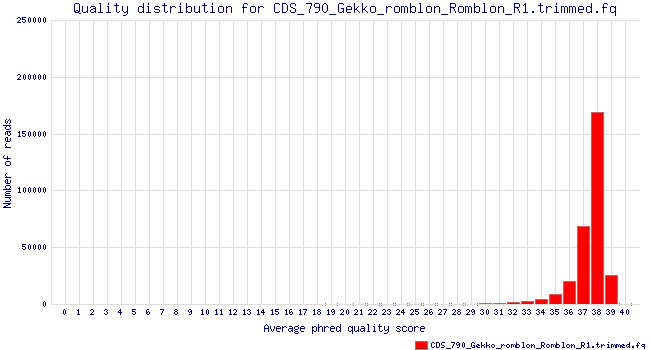 Quality distribution for CDS_790_Gekko_romblon_Romblon_R1.trimmed.fq
250000
200000
150000
100000
50000
0
Number of reads
0 1 2 3 4 5 6 7 8 9 10 11 12 13 14 15 16 17 18 19 20 21 22 23 24 25 26 27 28 29 30 31 32 33 34 35 36 37 38 39 40
Average phred quality score
CDS_790_Gekko_romblon_Romblon_R1.trimmed.fq